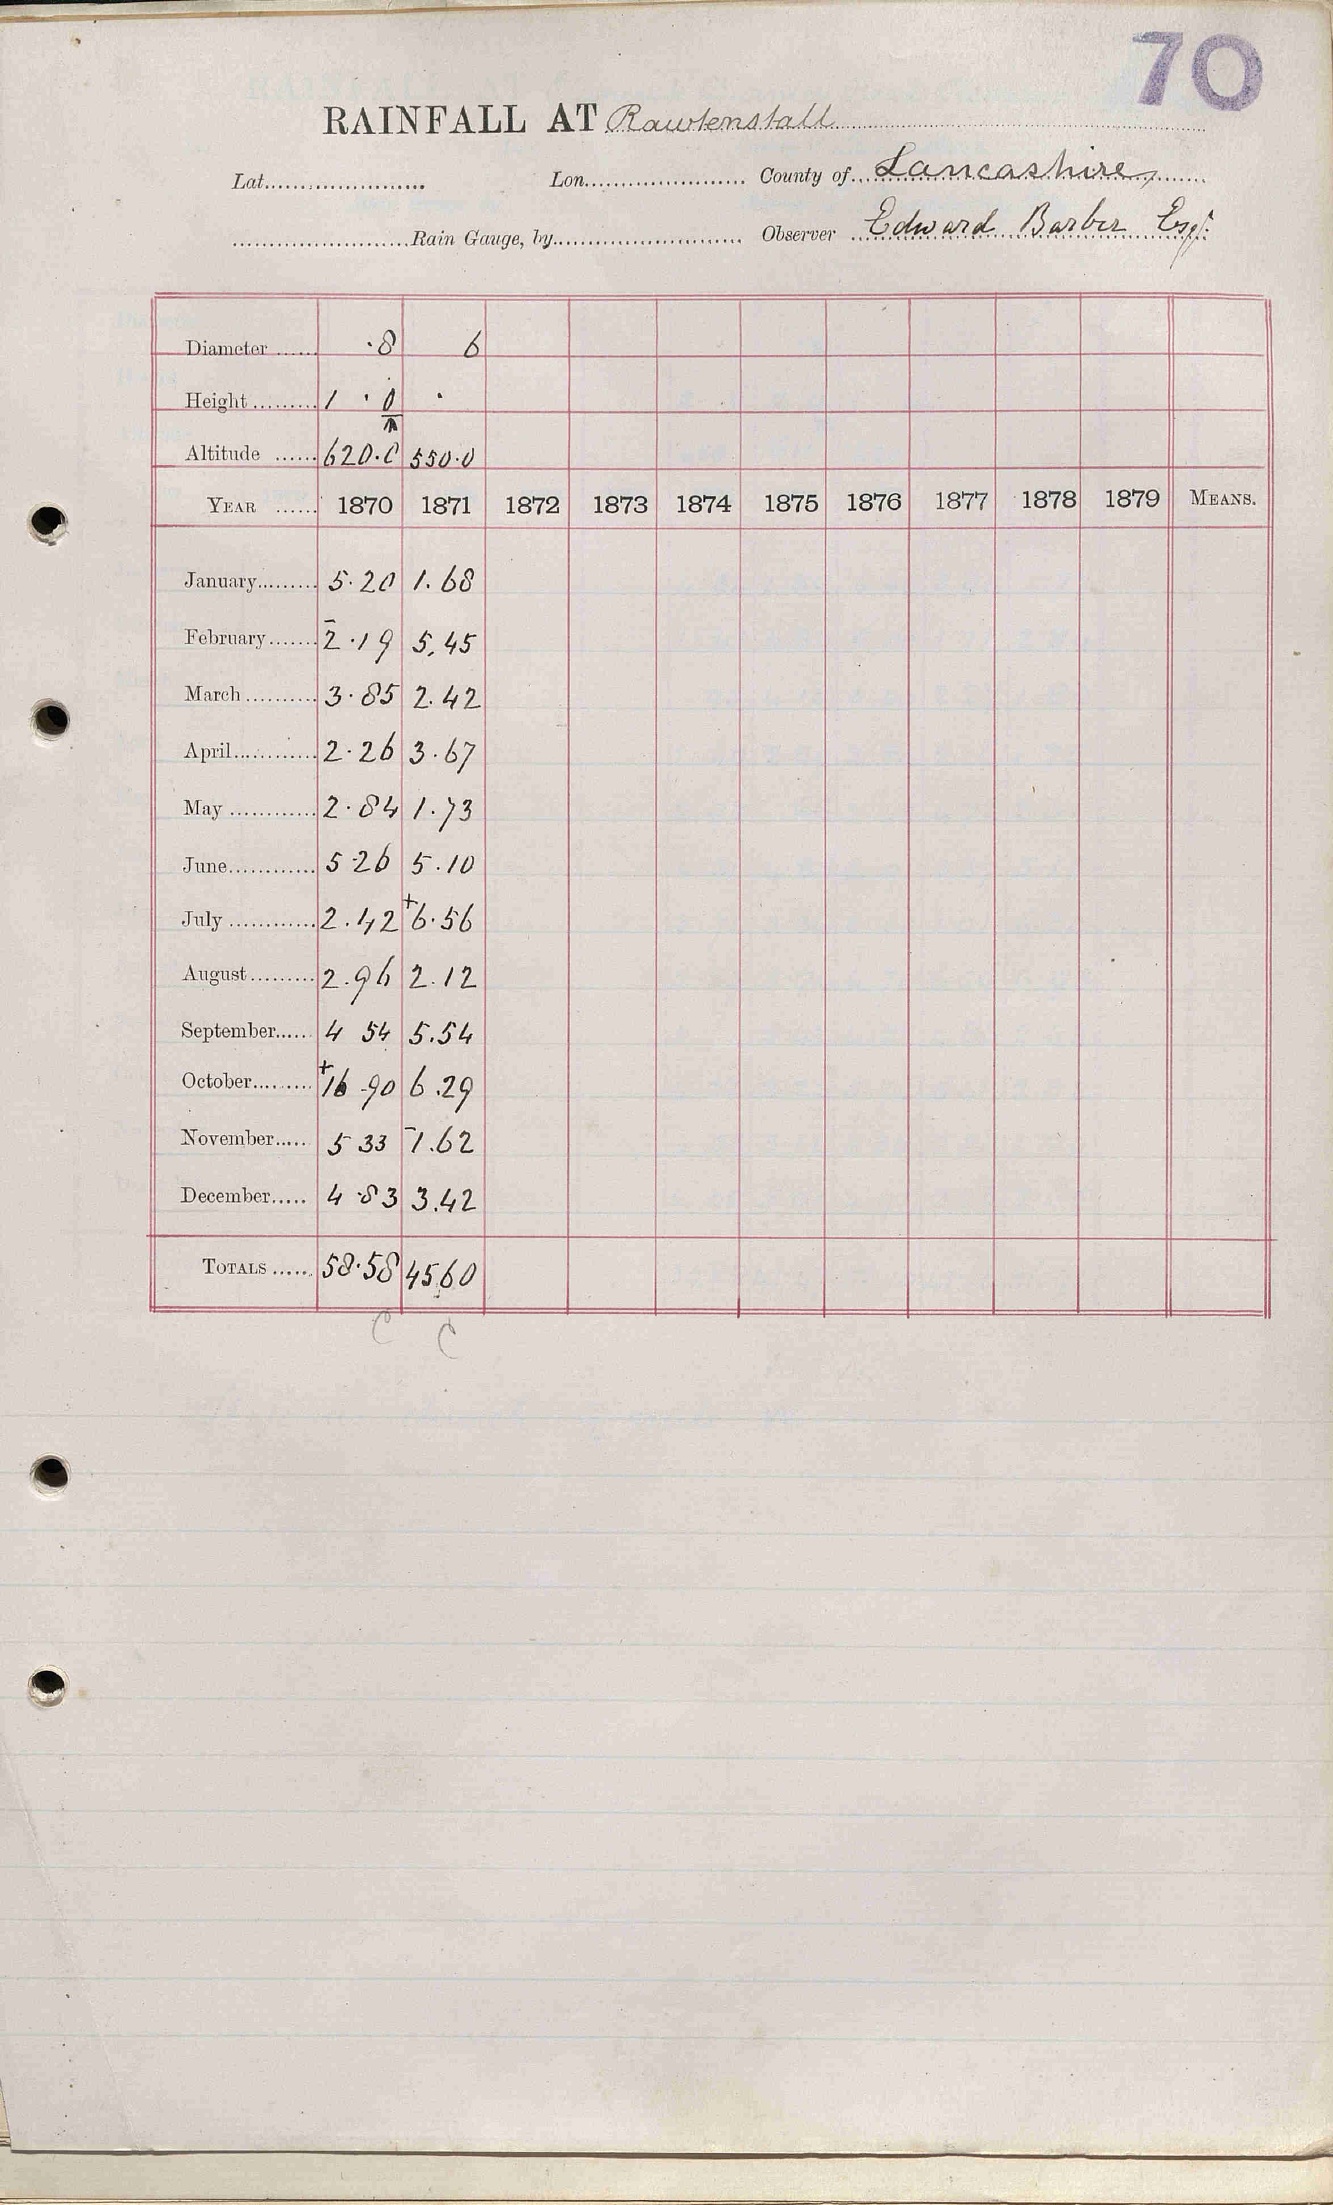 70
RAINFALL AT Rawtenstall
Lat. Lon. County of Lancashire,
Rain Gauge, by Observer Edward Barber Esqr.
Diameter ...... ·8 6
Height ......... 1 · 0 ·
Altitude ...... 620·0 550·0
YEAR ...... 1870 1871 1872 1873 1874 1875 1876 1877 1878 1879 MEANS.
January ......... 5·20 1.68
February ....... -2·19 5.45
March .......... 3·85 2.42
April ............ 2·26 3·67
May ............ 2·84 1·73
June ............ 5 26 5.10
July ............ 2.42 +6.56
August ......... 2.96 2.12
September ..... 4 54 5.54
October ......... +16 90 6.29
November ..... 5 33 -1.62
December ..... 4·83 3.42
TOTALS ...... 58·58 45.60
C C